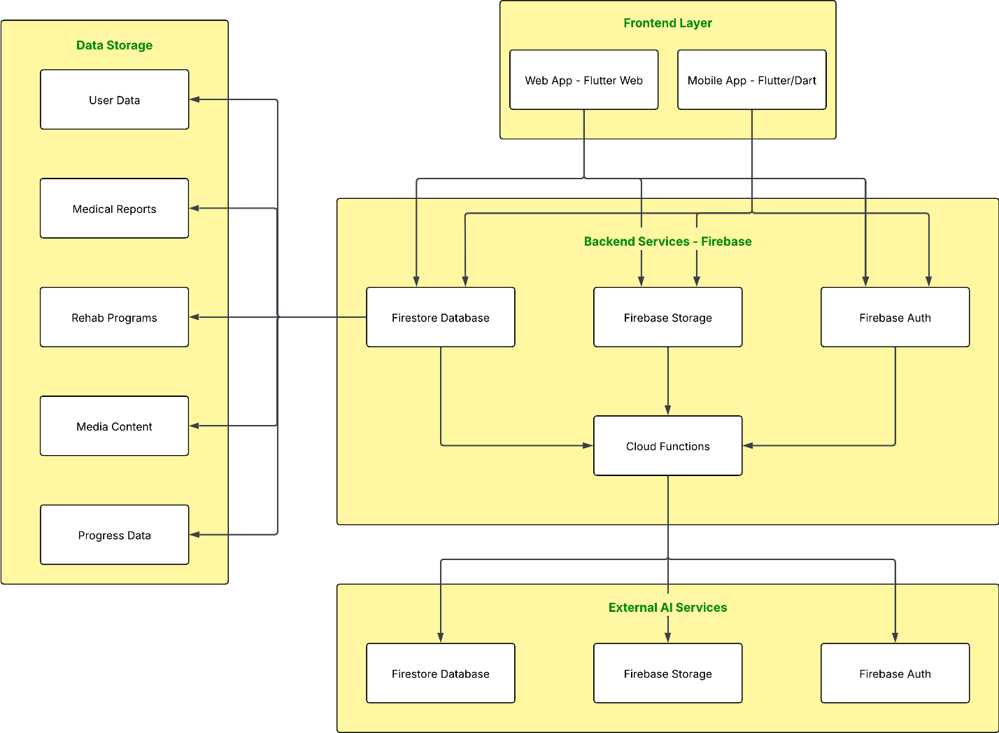 Data Storage
User Data
Medical Reports
Rehab Programs
Media Content
Progress Data
Frontend Layer
Web App - Flutter Web
Mobile App - Flutter/Dart
Backend Services - Firebase
Firestore Database
Firebase Storage
Firebase Auth
Cloud Functions
External AI Services
Firestore Database
Firebase Storage
Firebase Auth